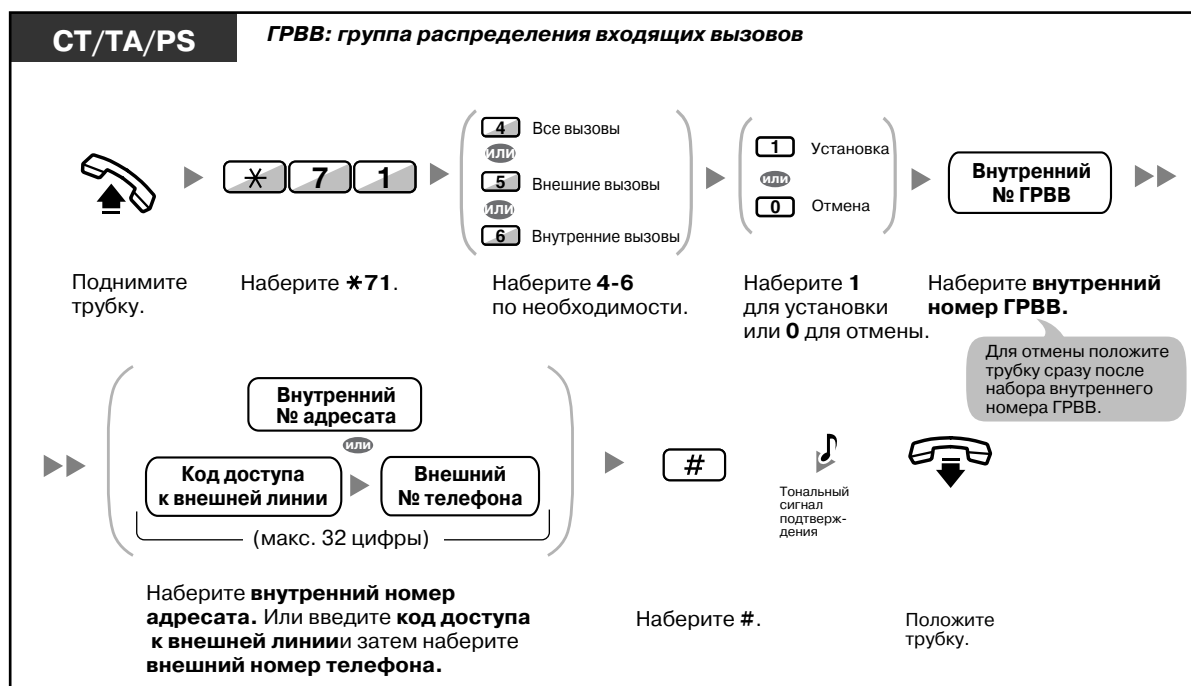 СТ/ТА/PS
ГРВВ: группа распределения входящих вызовов
4 Все вызовы
или
5 Внешние вызовы
или
6 Внутренние вызовы
1 Установка
или
0 Отмена
Внутренний
№ ГРВВ
✳ 7 1
Поднимите
трубку.
Наберите ✳71.
Наберите 4-6
по необходимости.
Наберите 1
для установки
или 0 для отмены.
Наберите внутренний
номер ГРВВ.
Для отмены положите
трубку сразу после
набора внутреннего
номера ГРВВ.
Внутренний
№ адресата
или
Код доступа
к внешней линии
Внешний
№ телефона
(макс. 32 цифры)
#
Тональный
сигнал
подтверж-
дения
Наберите внутренний номер
адресата. Или введите код доступа
к внешней линиии затем наберите
внешний номер телефона.
Наберите #.
Положите
трубку.